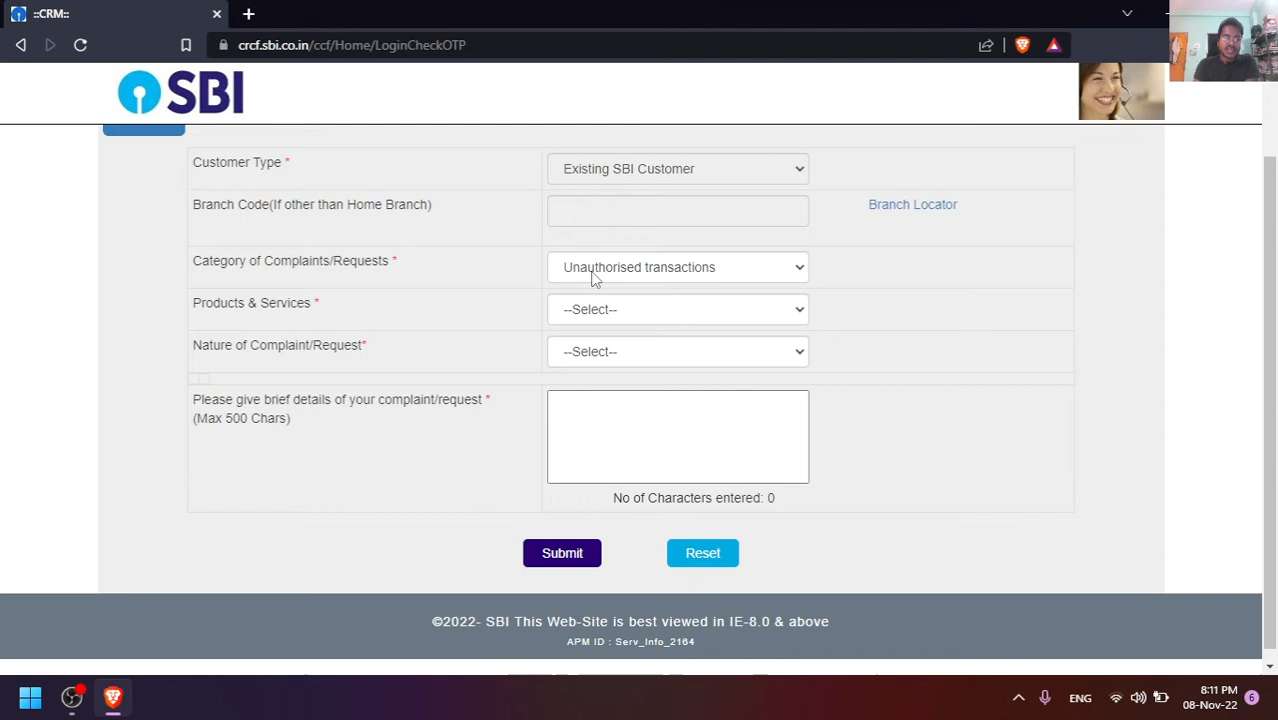 ::CRM::
crcf.sbi.co.in/ccf/Home/LoginCheckOTP
SBI
Customer Type *
Existing SBI Customer
Branch Code(If other than Home Branch)
Branch Locator
Category of Complaints/Requests *
Unauthorised transactions
Products & Services *
--Select--
Nature of Complaint/Request*
--Select--
Please give brief details of your complaint/request *
(Max 500 Chars)
No of Characters entered: 0
Submit
Reset
©2022- SBI This Web-Site is best viewed in IE-8.0 & above
APM ID : Serv_Info_2164
ENG
8:11 PM
08-Nov-22
6